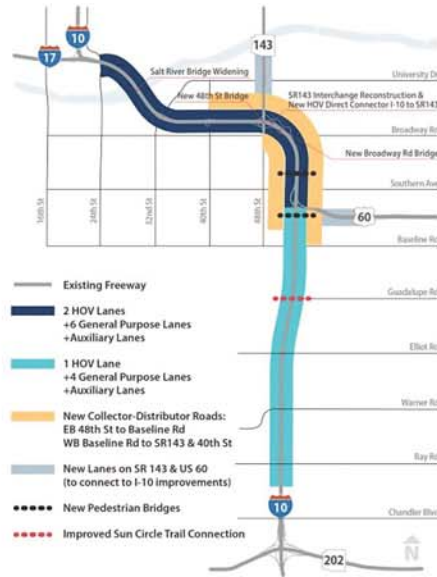 10
17
143
Salt River Bridge Widening
University Dr
New 48th St Bridge
SR143 Interchange Reconstruction &
New HOV Direct Connector I-10 to SR143
Broadway Rd
New Broadway Rd Bridge
Southern Ave
16th St
24th St
32nd St
40th St
48th St
60
Baseline Rd
Existing Freeway
Guadalupe Rd
2 HOV Lanes
+6 General Purpose Lanes
+Auxiliary Lanes
Elliot Rd
1 HOV Lane
+4 General Purpose Lanes
+Auxiliary Lanes
Warner Rd
New Collector-Distributor Roads:
EB 48th St to Baseline Rd
WB Baseline Rd to SR143 & 40th St
Ray Rd
New Lanes on SR 143 & US 60
(to connect to I-10 improvements)
New Pedestrian Bridges
10
Chandler Blvd
Improved Sun Circle Trail Connection
N
202